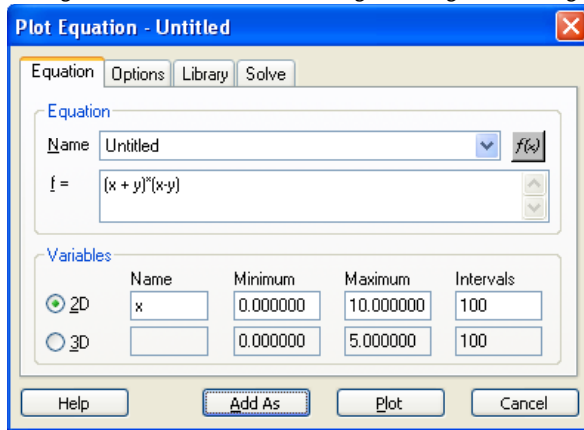 Plot Equation - Untitled
Equation Options Library Solve
Equation
Name Untitled f(x)
f = (x + y)*(x-y)
Variables
Name Minimum Maximum Intervals
2D x 0.000000 10.000000 100
3D 0.000000 5.000000 100
Help Add As Plot Cancel